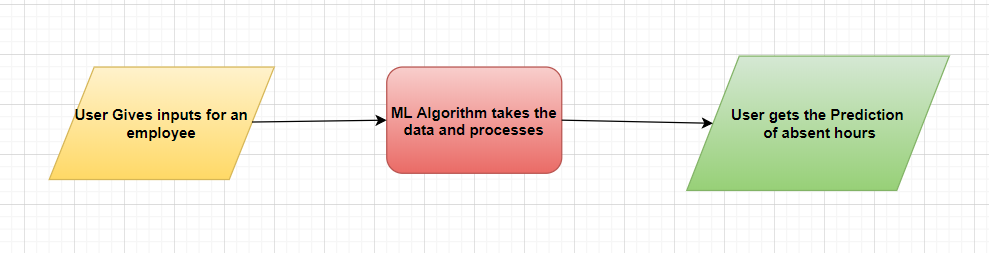 User Gives inputs for an
employee
ML Algorithm takes the
data and processes
User gets the Prediction
of absent hours